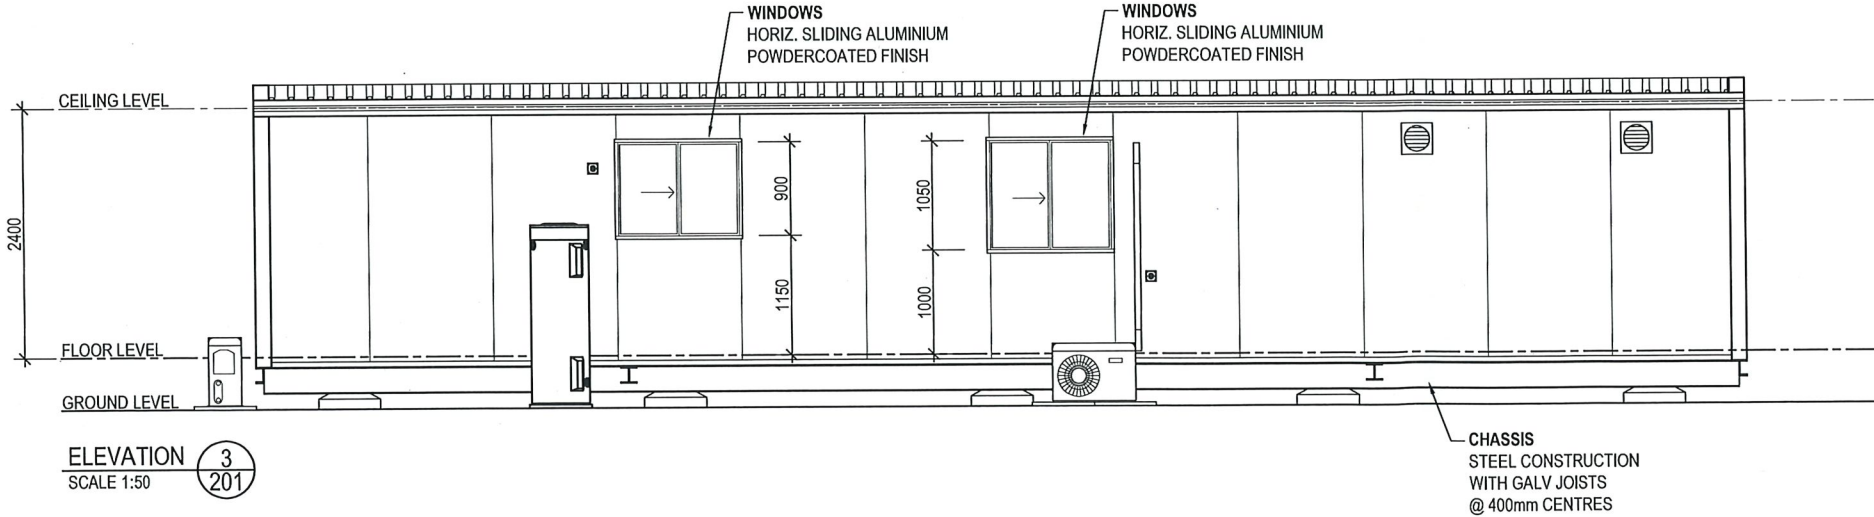 WINDOWS
HORIZ. SLIDING ALUMINIUM
POWDERCOATED FINISH
WINDOWS
HORIZ. SLIDING ALUMINIUM
POWDERCOATED FINISH
CEILING LEVEL
2400
900
1150
1050
1000
FLOOR LEVEL
GROUND LEVEL
ELEVATION
SCALE 1:50
3
201
CHASSIS
STEEL CONSTRUCTION
WITH GALV JOISTS
@ 400mm CENTRES